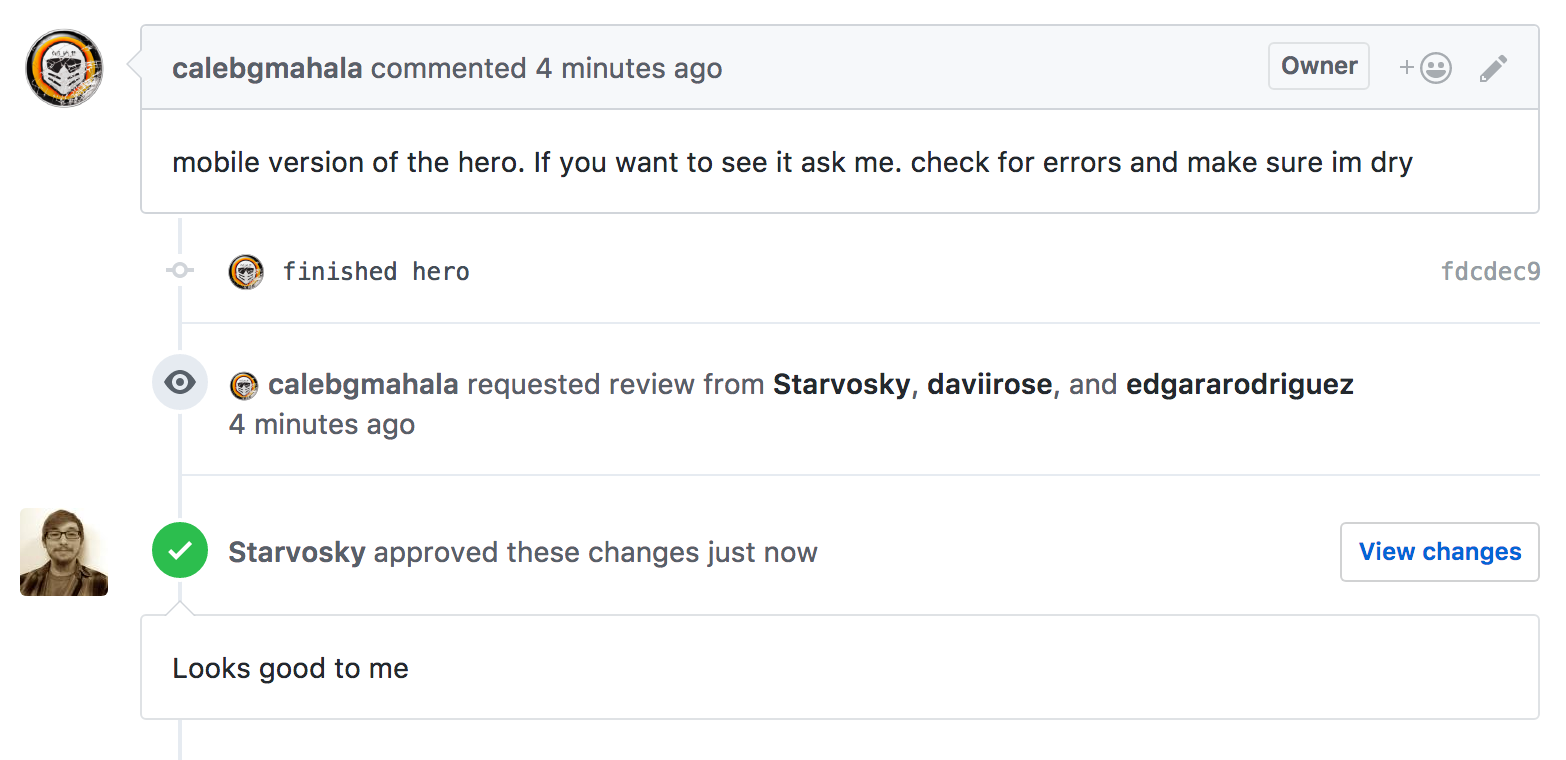 calebgmahala commented 4 minutes ago Owner +
mobile version of the hero. If you want to see it ask me. check for errors and make sure im dry
finished hero fdcdec9
calebgmahala requested review from Starvosky, daviirose, and edgararodriguez
4 minutes ago
Starvosky approved these changes just now View changes
Looks good to me